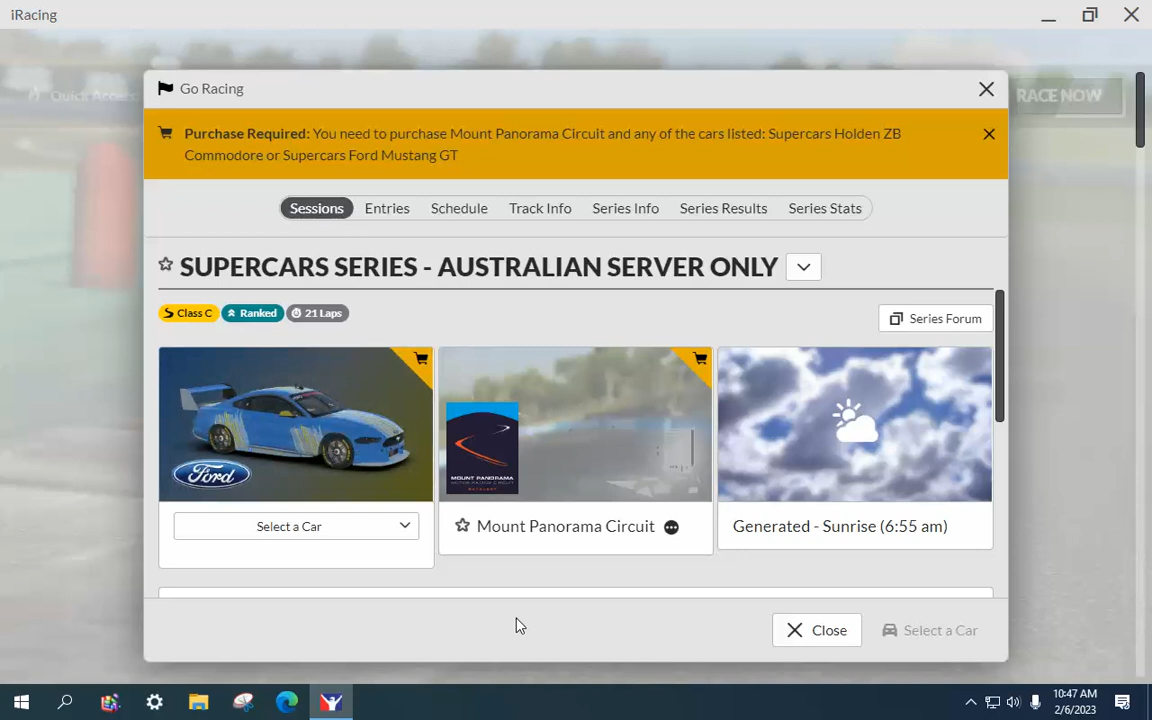 iRacing
Quick Access
RACE NOW
Go Racing
Purchase Required: You need to purchase Mount Panorama Circuit and any of the cars listed: Supercars Holden ZB
Commodore or Supercars Ford Mustang GT
Sessions Entries Schedule Track Info Series Info Series Results Series Stats
SUPERCARS SERIES - AUSTRALIAN SERVER ONLY
Class C Ranked 21 Laps
Series Forum
Ford
MOUNT PANORAMA
Select a Car
Mount Panorama Circuit
Generated - Sunrise (6:55 am)
Close
Select a Car
10:47 AM
2/6/2023